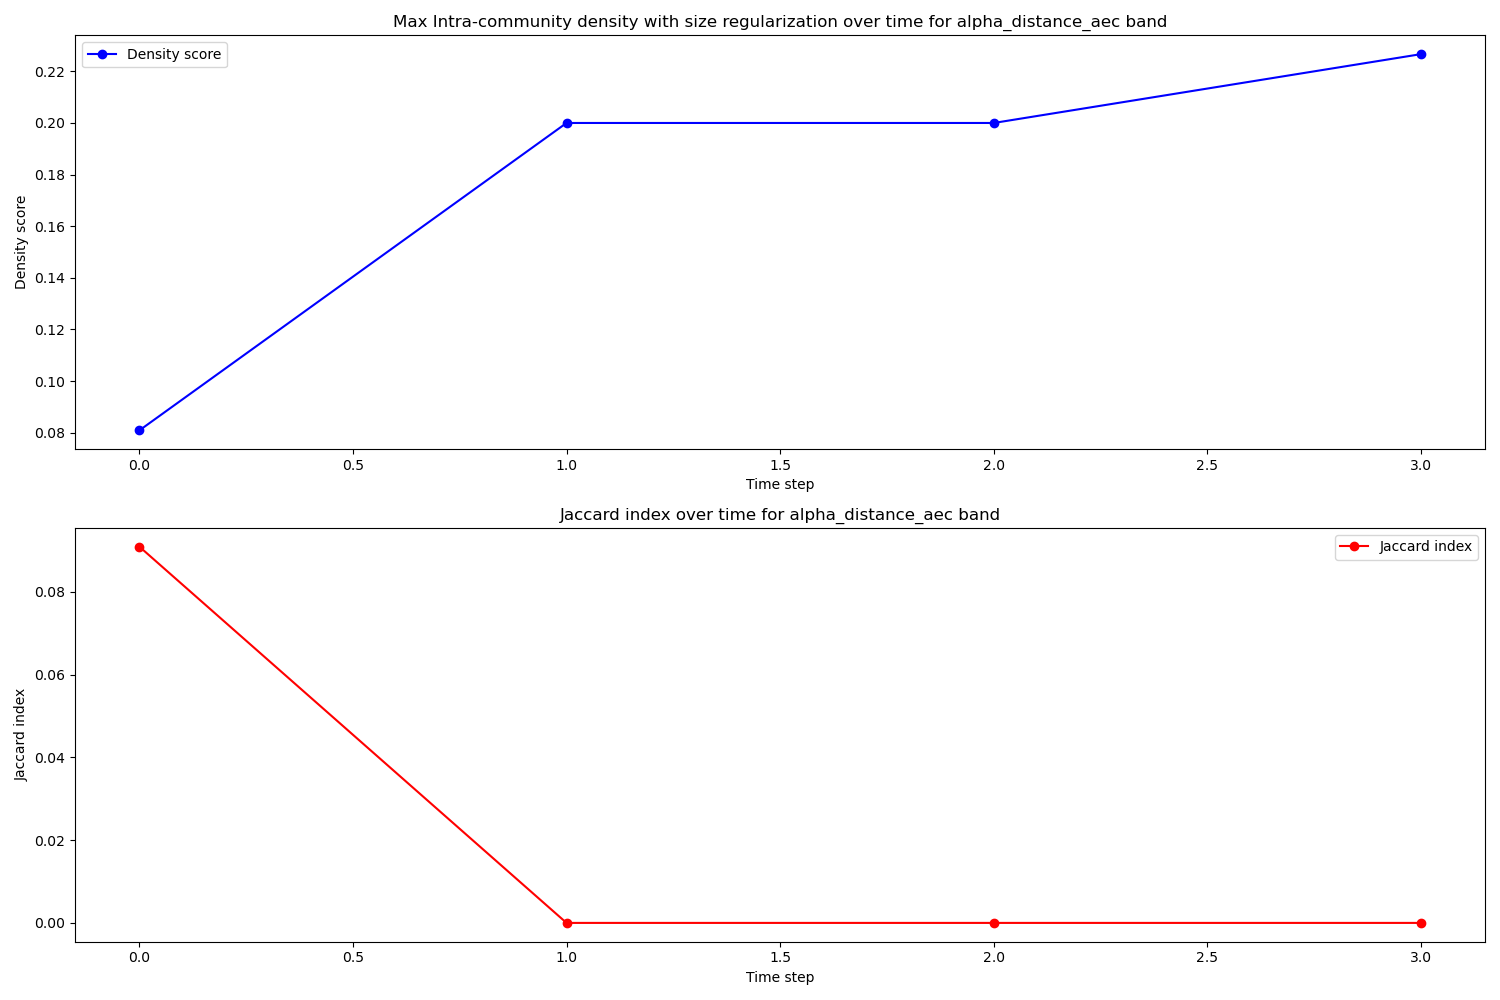 Max Intra-community density with size regularization over time for alpha_distance_aec band
Density score
0.22
0.20
0.18
0.16
0.14
0.12
0.10
0.08
Density score
0.0 0.5 1.0 1.5 2.0 2.5 3.0
Time step
Jaccard index over time for alpha_distance_aec band
Jaccard index
0.08
0.06
0.04
0.02
0.00
Jaccard index
0.0 0.5 1.0 1.5 2.0 2.5 3.0
Time step